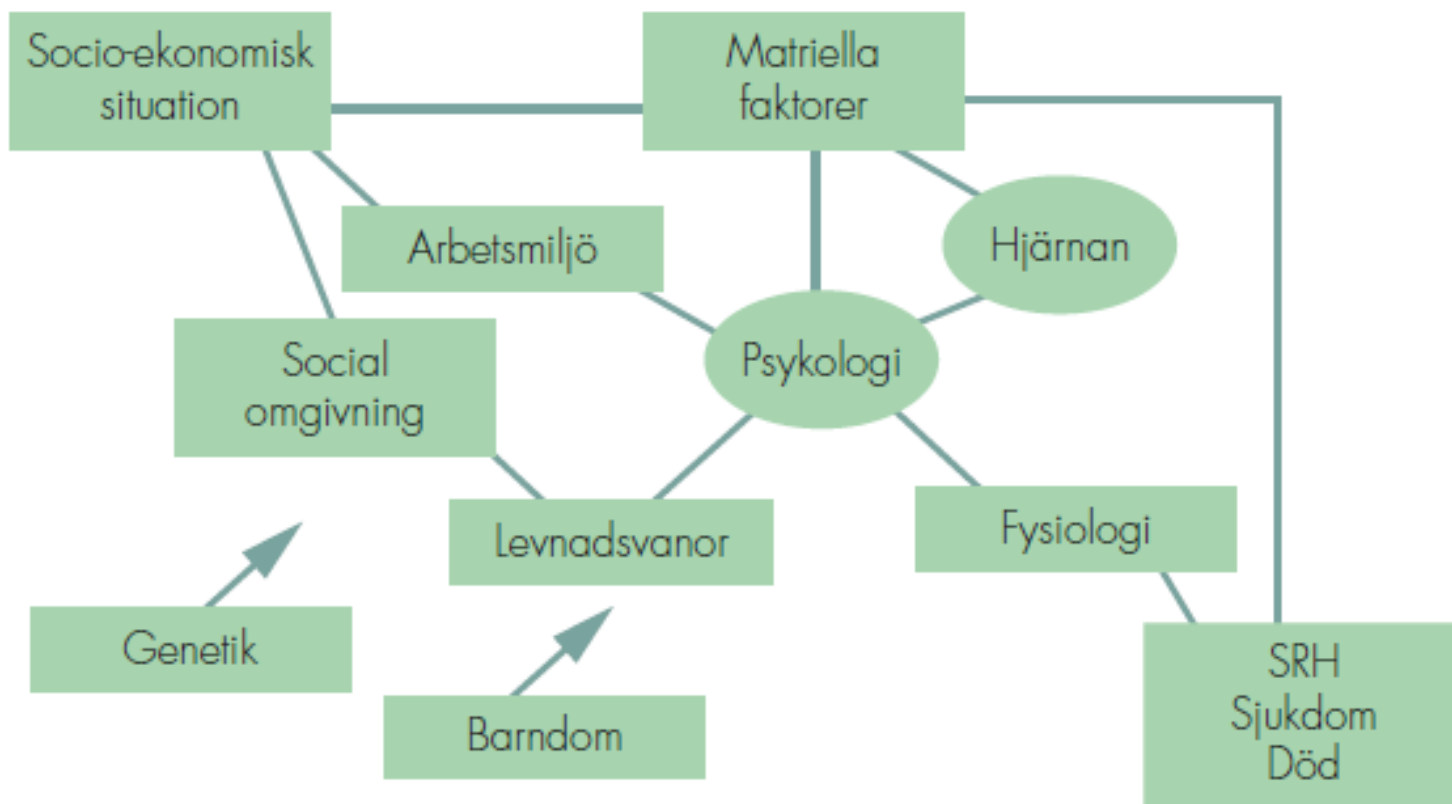 Socio-ekonomisk
situation
Matriella
faktorer
Arbetsmiljö
Hjärnan
Social
omgivning
Psykologi
Levnadsvanor
Fysiologi
Genetik
Barndom
SRH
Sjukdom
Död